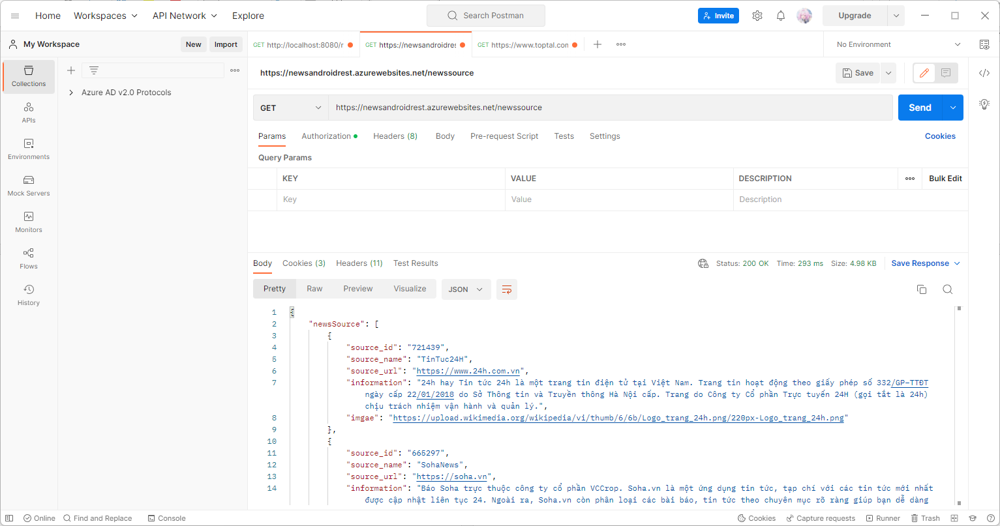 Home Workspaces API Network Explore Search Postman Invite Upgrade
My Workspace New Import GET http://localhost:8080/r GET https://newsandroidres GET https://www.toptal.con No Environment
Collections
APIs
Environments
Mock Servers
Monitors
Flows
History
Azure AD v2.0 Protocols
https://newsandroidrest.azurewebsites.net/newssource Save
GET https://newsandroidrest.azurewebsites.net/newssource Send
Params Authorization Headers (8) Body Pre-request Script Tests Settings Cookies
Query Params
KEY VALUE DESCRIPTION Bulk Edit
Key Value Description
Body Cookies (3) Headers (11) Test Results Status: 200 OK Time: 293 ms Size: 4.98 KB Save Response
Pretty Raw Preview Visualize JSON
1 {
2 "newsSource": [
3 {
4 "source_id": "721439",
5 "source_name": "TinTuc24H",
6 "source_url": "https://www.24h.com.vn",
7 "information": "24h hay Tin tức 24h là một trang tin điện tử tại Việt Nam. Trang tin hoạt động theo giấy phép số 332/GP-TTĐT
ngày cấp 22/01/2018 do Sở Thông tin và Truyền thông Hà Nội cấp. Trang do Công ty Cổ phần Trực tuyến 24H (gọi tắt là 24h)
chịu trách nhiệm vận hành và quản lý.",
8 "imgae": "https://upload.wikimedia.org/wikipedia/vi/thumb/6/6b/Logo_trang_24h.png/220px-Logo_trang_24h.png"
9 },
10 {
11 "source_id": "665297",
12 "source_name": "SohaNews",
13 "source_url": "https://soha.vn",
14 "information": "Báo Soha trực thuộc công ty cổ phần VCCrop. Soha.vn là một ứng dụng tin tức, tạp chí với các tin tức mới nhất
được cập nhật liên tục 24. Ngoài ra, Soha.vn còn phân loại các bài báo, tin tức theo chuyên mục rõ ràng giúp bạn dễ dàng
Online Find and Replace Console Cookies Capture requests Runner Trash